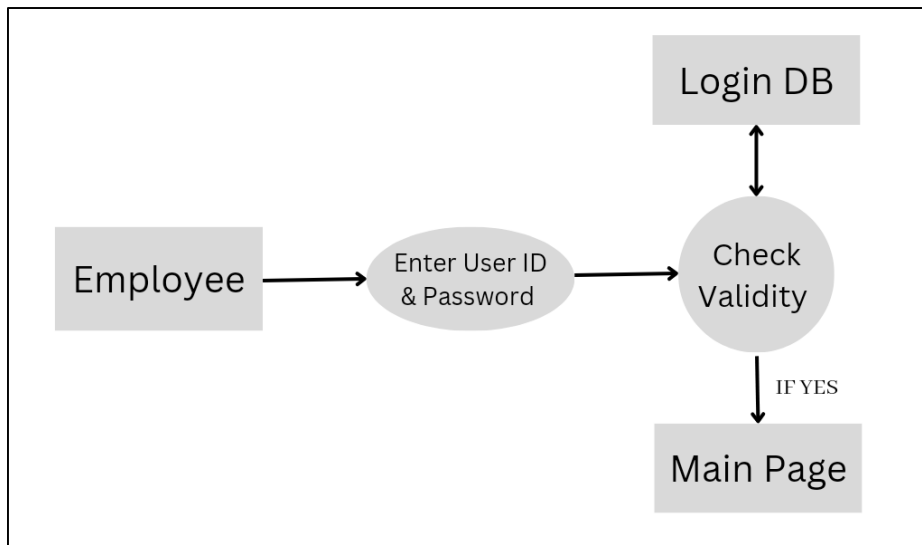 Login DB
Employee
Enter User ID
& Password
Check
Validity
IF YES
Main Page